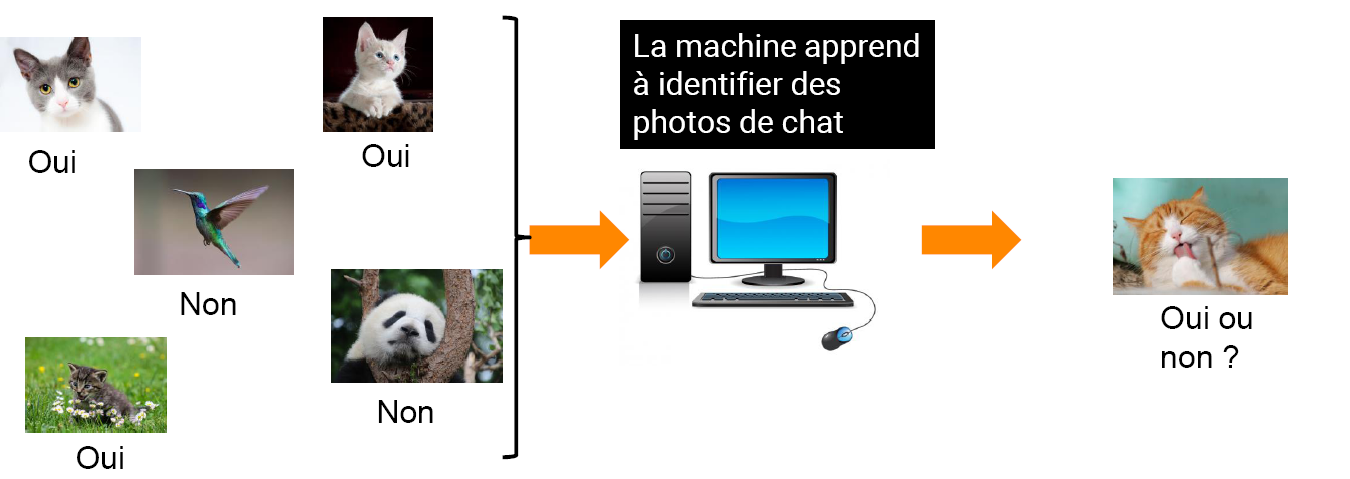 Oui
Oui
Non
Non
Oui
La machine apprend
à identifier des
photos de chat
Oui ou
non ?